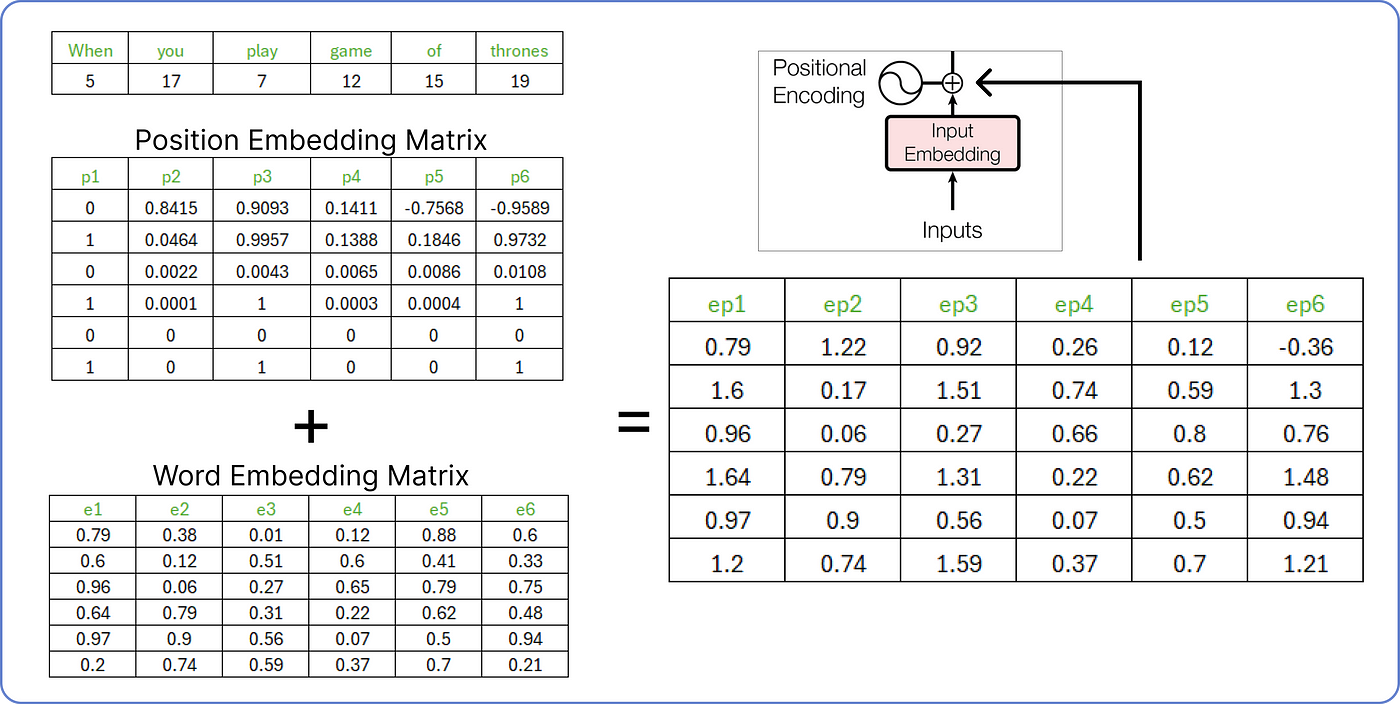 When you play game of thrones
5 17 7 12 15 19
Position Embedding Matrix
p1 p2 p3 p4 p5 p6
0 0.8415 0.9093 0.1411 -0.7568 -0.9589
1 0.0464 0.9957 0.1388 0.1846 0.9732
0 0.0022 0.0043 0.0065 0.0086 0.0108
1 0.0001 1 0.0003 0.0004 1
0 0 0 0 0 0
1 0 1 0 0 1
+
Word Embedding Matrix
e1 e2 e3 e4 e5 e6
0.79 0.38 0.01 0.12 0.88 0.6
0.6 0.12 0.51 0.6 0.41 0.33
0.96 0.06 0.27 0.65 0.79 0.75
0.64 0.79 0.31 0.22 0.62 0.48
0.97 0.9 0.56 0.07 0.5 0.94
0.2 0.74 0.59 0.37 0.7 0.21
=
Positional
Encoding
+
Input
Embedding
Inputs
ep1 ep2 ep3 ep4 ep5 ep6
0.79 1.22 0.92 0.26 0.12 -0.36
1.6 0.17 1.51 0.74 0.59 1.3
0.96 0.06 0.27 0.66 0.8 0.76
1.64 0.79 1.31 0.22 0.62 1.48
0.97 0.9 0.56 0.07 0.5 0.94
1.2 0.74 1.59 0.37 0.7 1.21